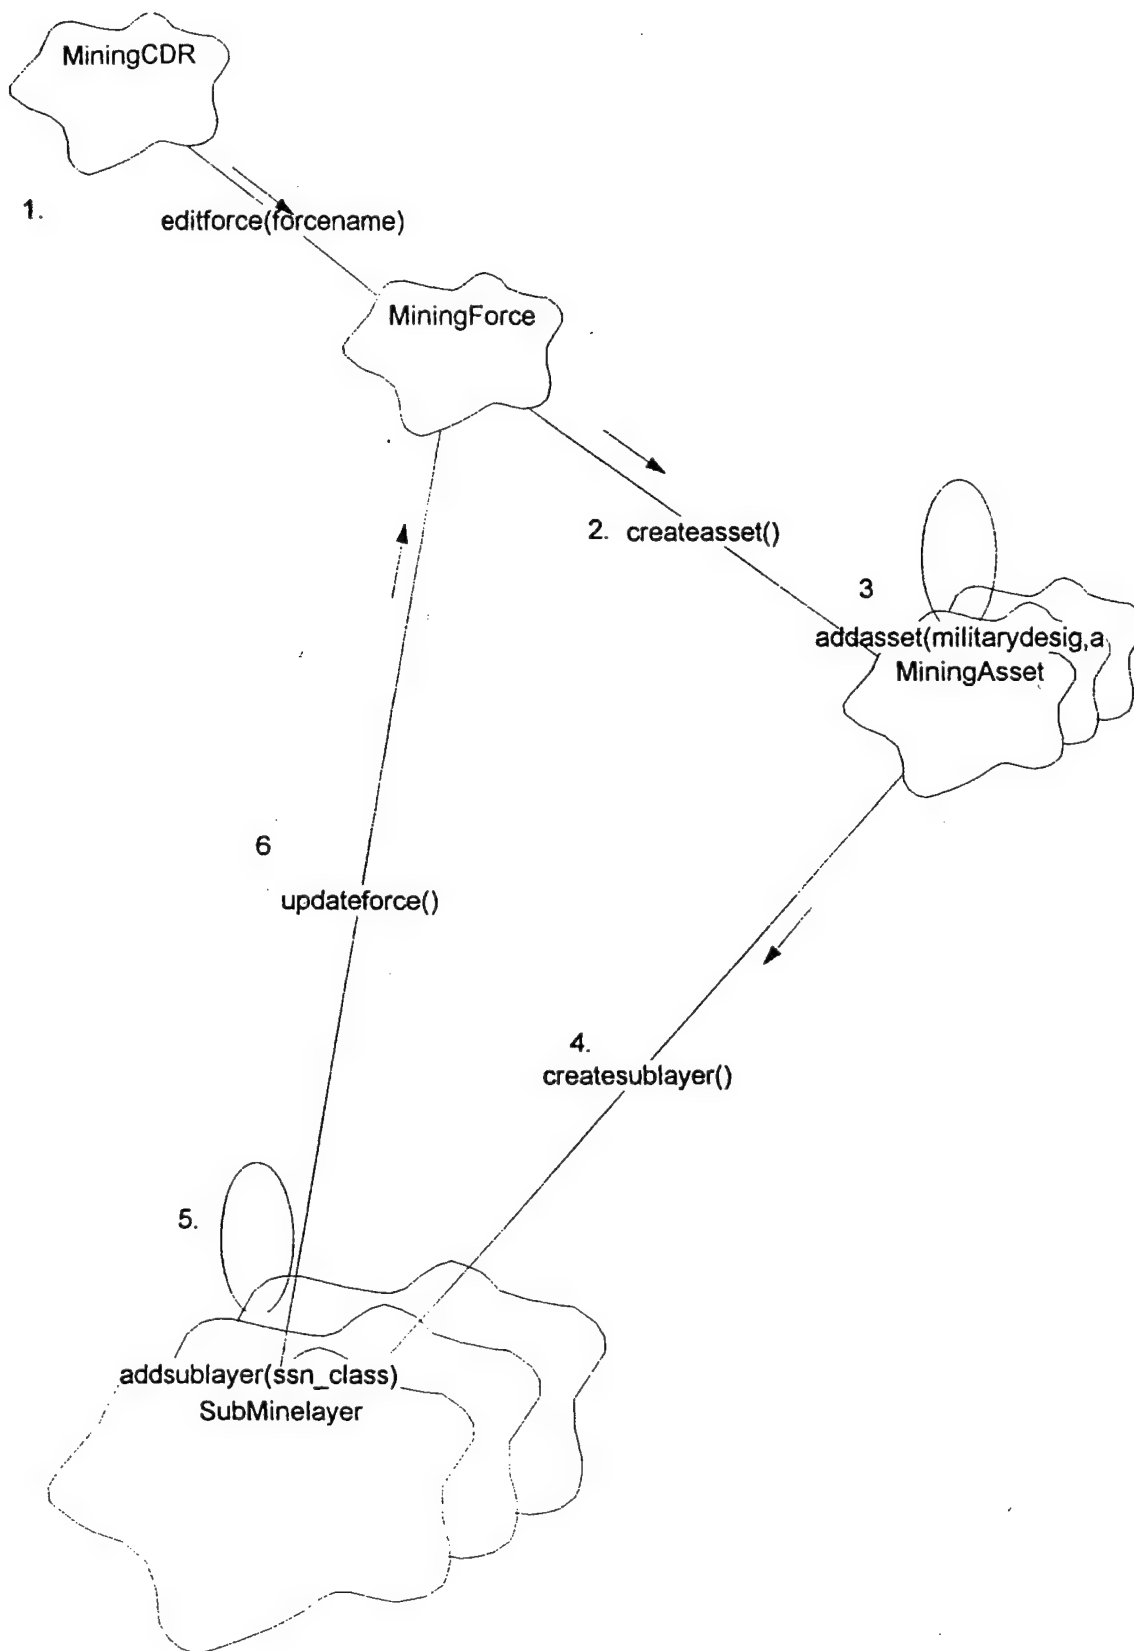 MiningCDR
1.
editforce(forcename)
MiningForce
2. createasset()
3
addasset(militarydesig,a
MiningAsset
6
updateforce()
4.
createsublayer()
5.
addsublayer(ssn_class)
SubMinelayer